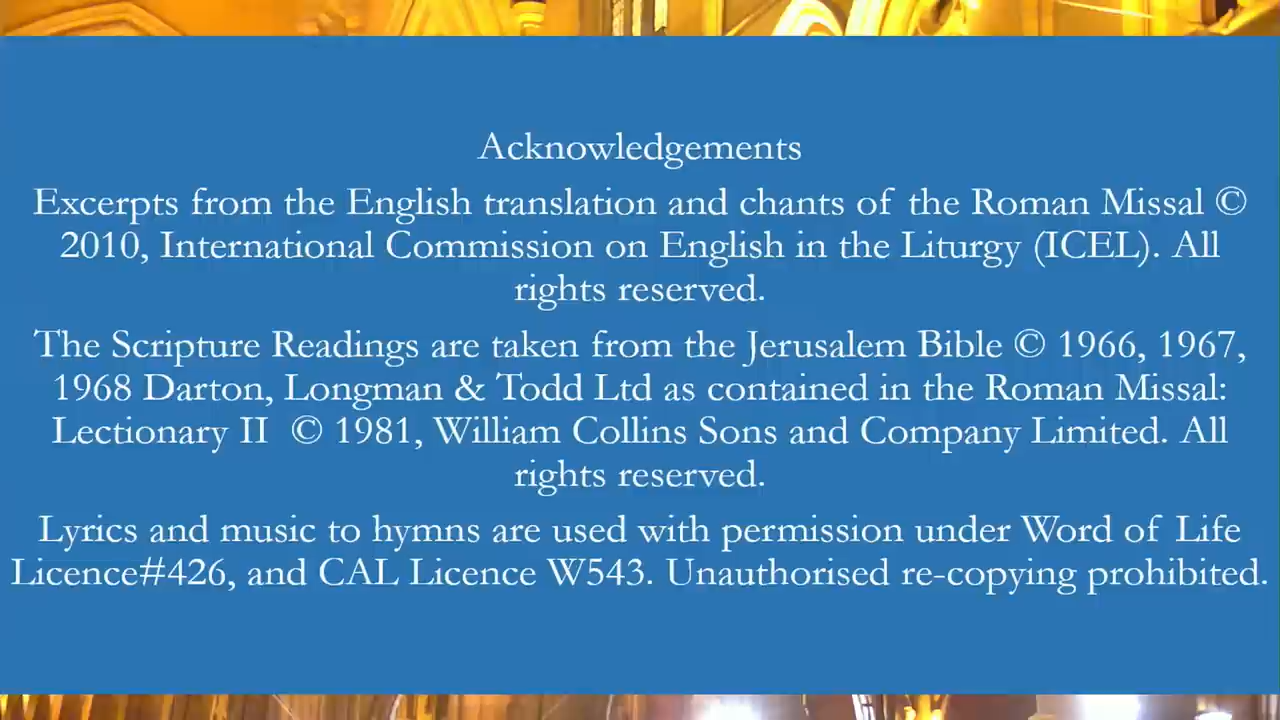 Acknowledgements
Excerpts from the English translation and chants of the Roman Missal ©
2010, International Commission on English in the Liturgy (ICEL). All
rights reserved.
The Scripture Readings are taken from the Jerusalem Bible © 1966, 1967,
1968 Darton, Longman & Todd Ltd as contained in the Roman Missal:
Lectionary II © 1981, William Collins Sons and Company Limited. All
rights reserved.
Lyrics and music to hymns are used with permission under Word of Life
Licence#426, and CAL Licence W543. Unauthorised re-copying prohibited.